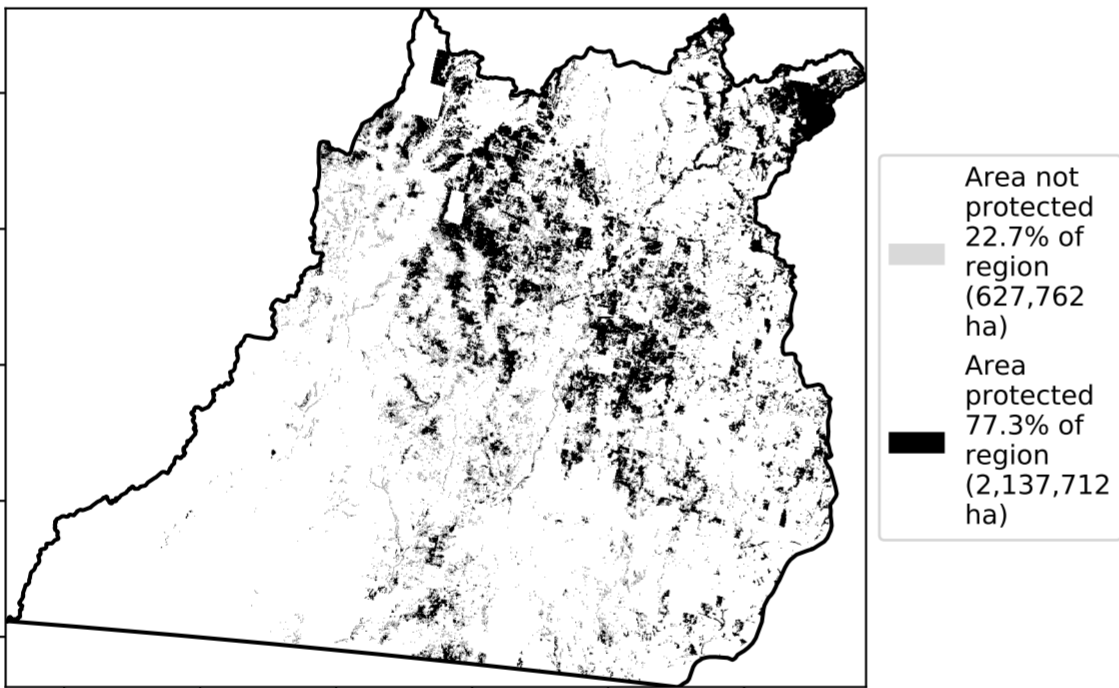 Area not
protected
22.7% of
region
(627,762
ha)
Area
protected
77.3% of
region
(2,137,712
ha)